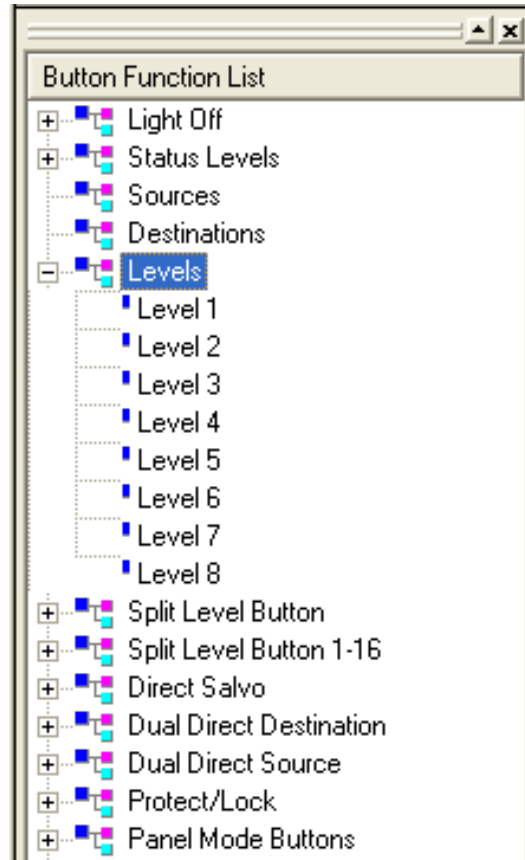 Button Function List
Light Off
Status Levels
Sources
Destinations
Levels
Level 1
Level 2
Level 3
Level 4
Level 5
Level 6
Level 7
Level 8
Split Level Button
Split Level Button 1-16
Direct Salvo
Dual Direct Destination
Dual Direct Source
Protect/Lock
Panel Mode Buttons